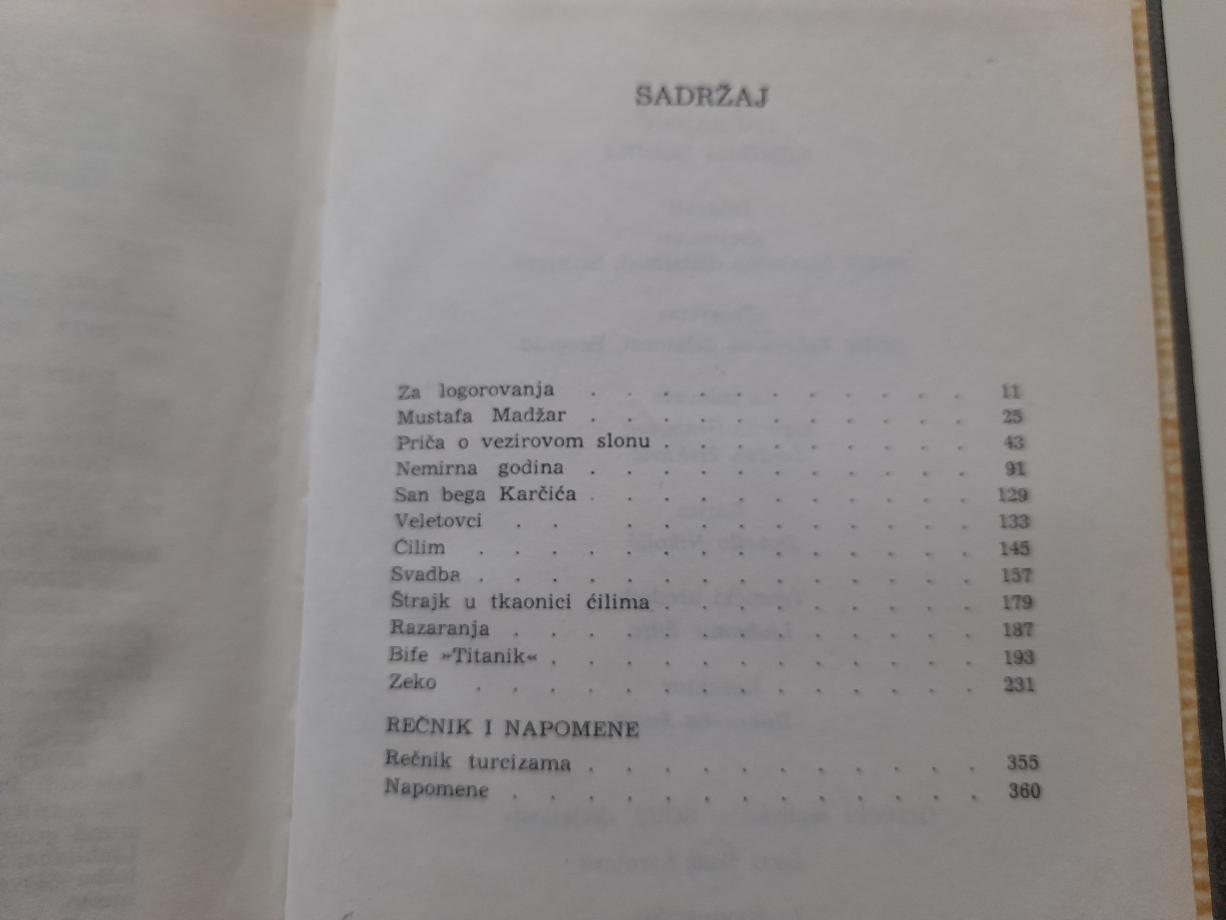 SADRŽAJ
Za logorovanja . . . . . . . . . . . 11
Mustafa Madžar . . . . . . . . . . . 25
Priča o vezirovom slonu . . . . . . . . . 43
Nemirna godina . . . . . . . . . . . 91
San bega Karčića . . . . . . . . . . . 129
Veletovci . . . . . . . . . . . . 133
Ćilim . . . . . . . . . . . . . . 145
Svadba . . . . . . . . . . . . . . 157
Štrajk u tkaonici ćilima . . . . . . . . . 179
Razaranja . . . . . . . . . . . . . 187
Bife »Titanik« . . . . . . . . . . . . 193
Zeko . . . . . . . . . . . . . . 231
REČNIK I NAPOMENE
Rečnik turcizama . . . . . . . . . . . 355
Napomene . . . . . . . . . . . . . 360